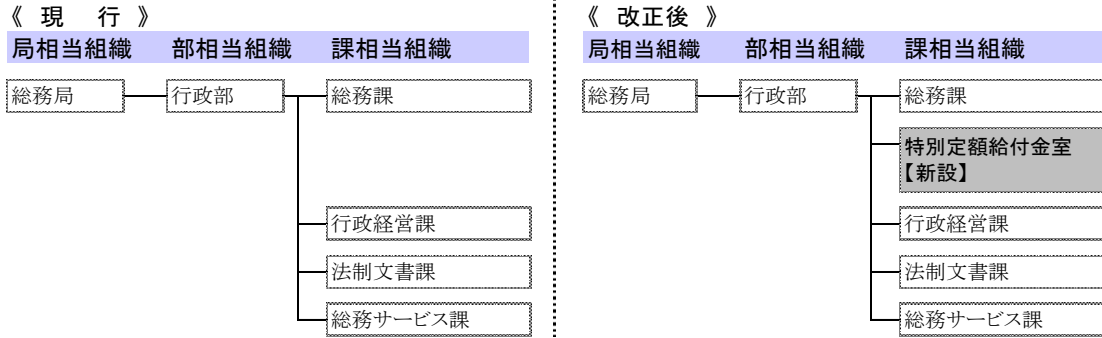 《 現　行 》
局相当組織　部相当組織　課相当組織
総務局　行政部　総務課
行政経営課
法制文書課
総務サービス課
《 改正後 》
局相当組織　部相当組織　課相当組織
総務局　行政部　総務課
特別定額給付金室
【新設】
行政経営課
法制文書課
総務サービス課